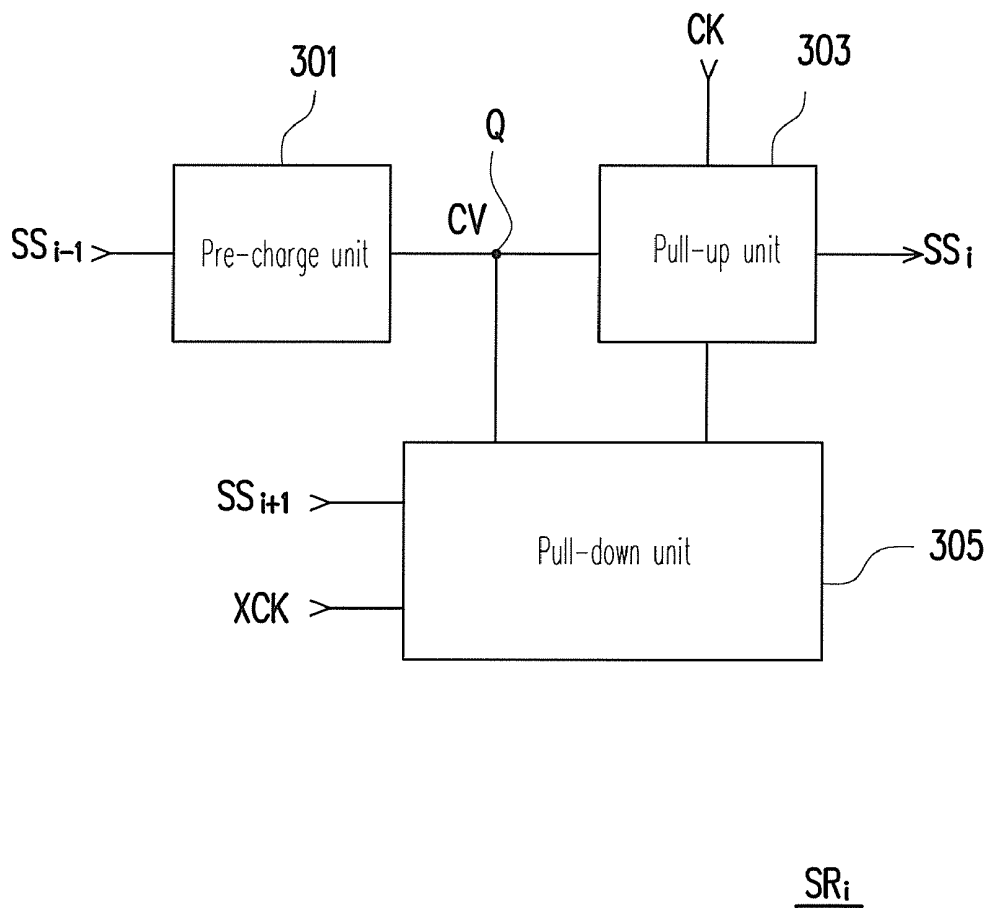 CK
301
303
Q
CV
SSi-1
Pre-charge unit
Pull-up unit
SSi
SSi+1
Pull-down unit
305
XCK
SRi